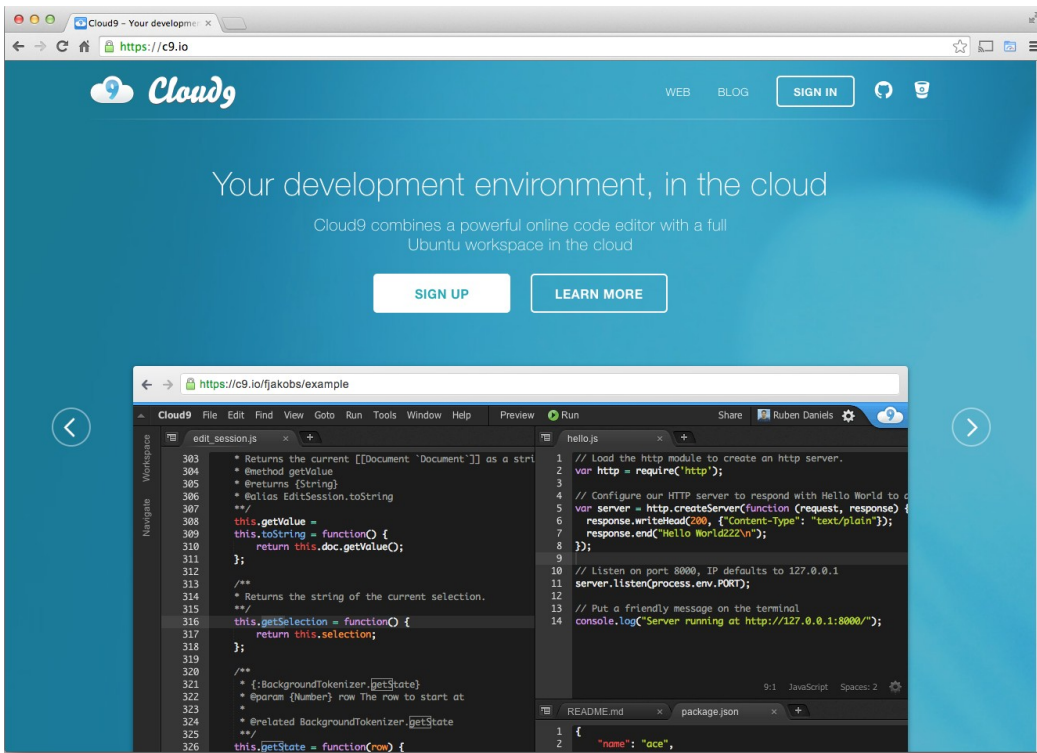 Cloud9 – Your developmen
https://c9.io
9 Cloud9
WEB BLOG SIGN IN
Your development environment, in the cloud
Cloud9 combines a powerful online code editor with a full
Ubuntu workspace in the cloud
SIGN UP LEARN MORE
https://c9.io/fjakobs/example
Cloud9 File Edit Find View Goto Run Tools Window Help Preview Run Share Ruben Daniels 9
Workspace
Navigate
edit_session.js
303 * Returns the current [[Document `Document`]] as a stri
304 * @method getValue
305 * @returns {String}
306 * @alias EditSession.toString
307 **/
308 this.getValue =
309 this.toString = function() {
310 return this.doc.getValue();
311 };
312
313 /**
314 * Returns the string of the current selection.
315 **/
316 this.getSelection = function() {
317 return this.selection;
318 };
319
320 /**
321 * {:BackgroundTokenizer.getState}
322 * @param {Number} row The row to start at
323 *
324 * @related BackgroundTokenizer.getState
325 **/
326 this.getState = function(row) {
hello.js
1 // Load the http module to create an http server.
2 var http = require('http');
3
4 // Configure our HTTP server to respond with Hello World to a
5 var server = http.createServer(function (request, response) {
6 response.writeHead(200, {"Content-Type": "text/plain"});
7 response.end("Hello World222\n");
8 });
9
10 // Listen on port 8000, IP defaults to 127.0.0.1
11 server.listen(process.env.PORT);
12
13 // Put a friendly message on the terminal
14 console.log("Server running at http://127.0.0.1:8000/");
9:1 JavaScript Spaces: 2
README.md package.json
1 {
2 "name": "ace",